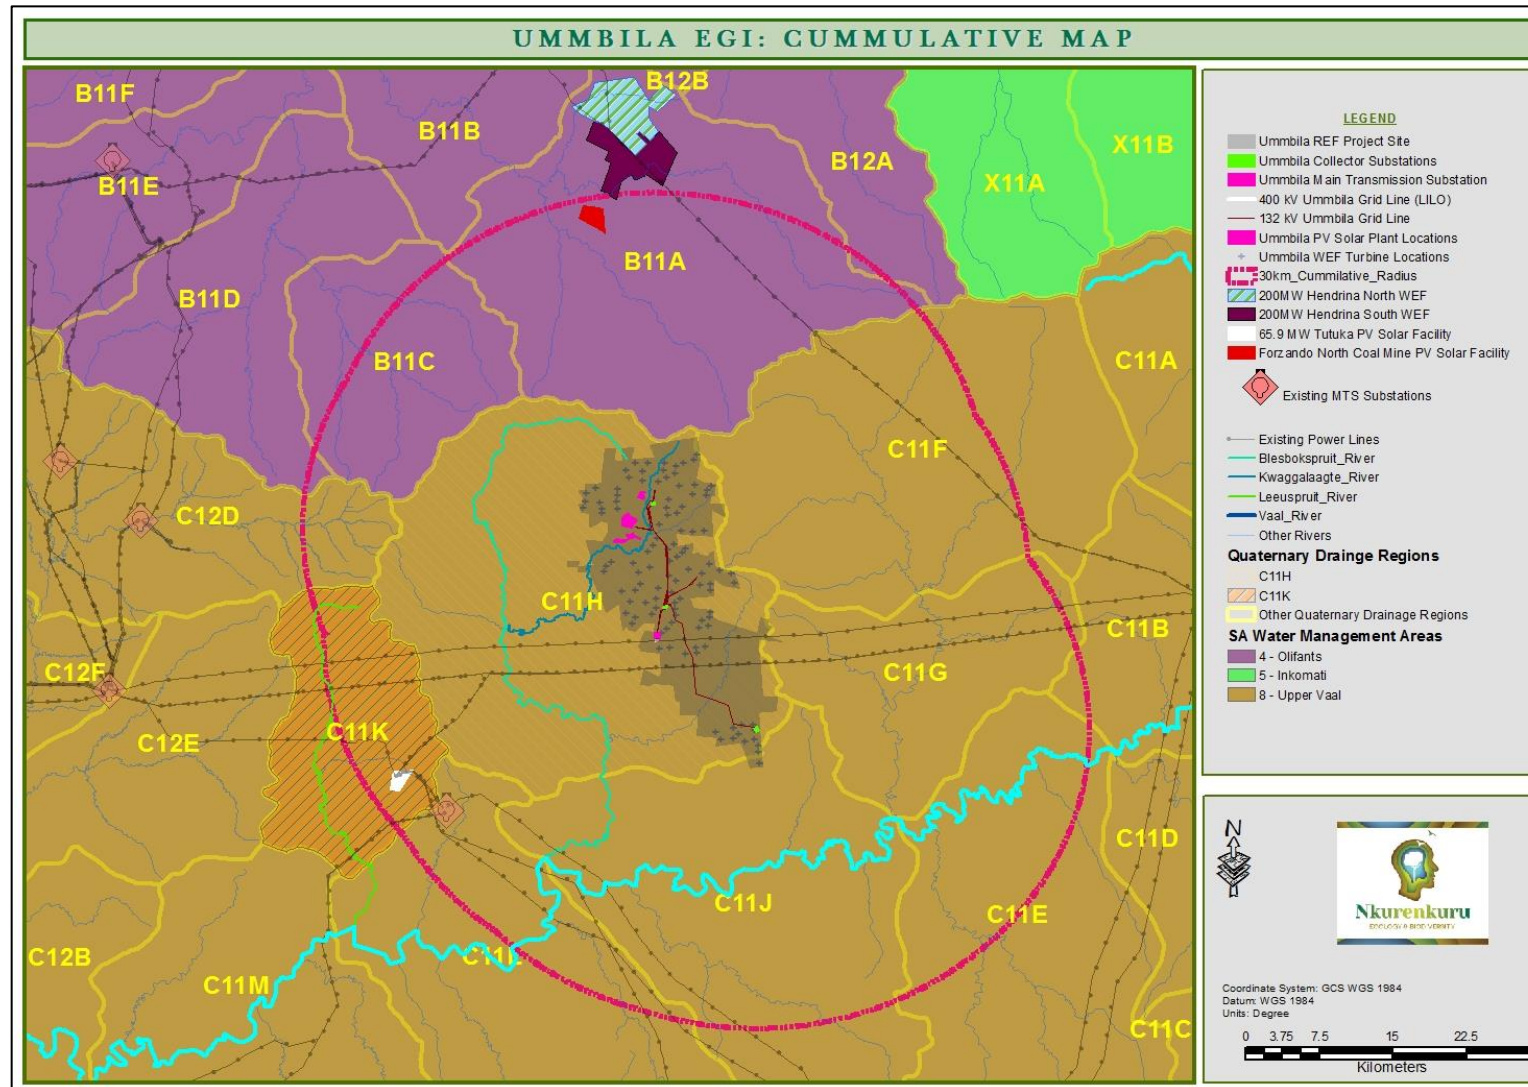 UMMBILA EGI: CUMMULATIVE MAP
B11F
B12B
B11B
X11B
B12A
B11E
X11A
B11A
B11D
B11C
C11A
C11F
C12D
C11H
C11B
C12F
C11G
C11K
C12E
C11D
C11J
C11E
C12B
C11M
C11C
LEGEND
Ummbila REF Project Site
Ummbila Collector Substations
Ummbila Main Transmission Substation
400 kV Ummbila Grid Line (LILO)
132 kV Ummbila Grid Line
Ummbila PV Solar Plant Locations
Ummbila WEF Turbine Locations
30km_Cummilative_Radius
200MW Hendrina North WEF
200MW Hendrina South WEF
65.9 MW Tutuka PV Solar Facility
Forzando North Coal Mine PV Solar Facility
Existing MTS Substations
Existing Power Lines
Blesbokspruit_River
Kwaggalaagte_River
Leeuspruit_River
Vaal_River
Other Rivers
Quaternary Drainge Regions
C11H
C11K
Other Quaternary Drainage Regions
SA Water Management Areas
4 - Olifants
5 - Inkomati
8 - Upper Vaal
N
Nkurenkuru
ECOLOGY & BIODIVERSITY
Coordinate System: GCS WGS 1984
Datum: WGS 1984
Units: Degree
0 3.75 7.5 15 22.5
Kilometers